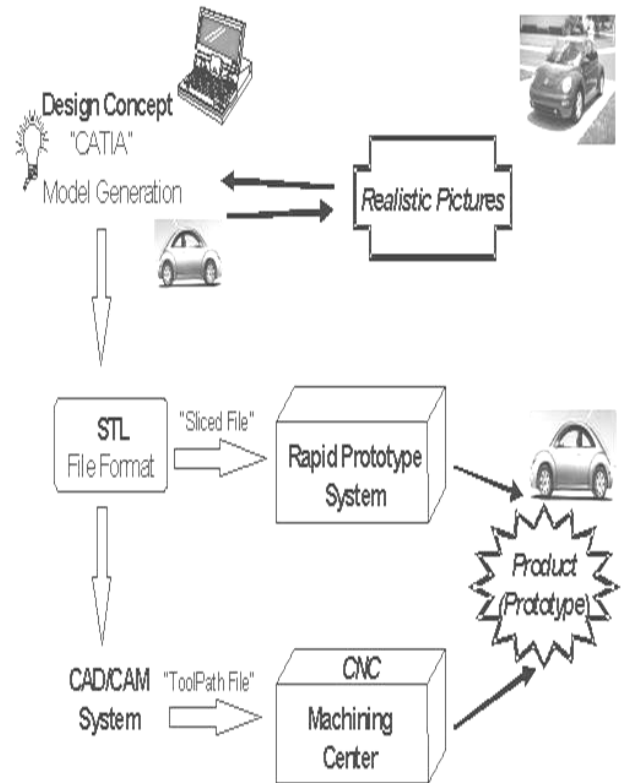 Design Concept
"CATIA"
Model Generation
Realistic Pictures
STL
File Format
"Sliced File"
Rapid Prototype
System
Product
(Prototype)
CAD/CAM
System
"ToolPath File"
CNC
Machining
Center